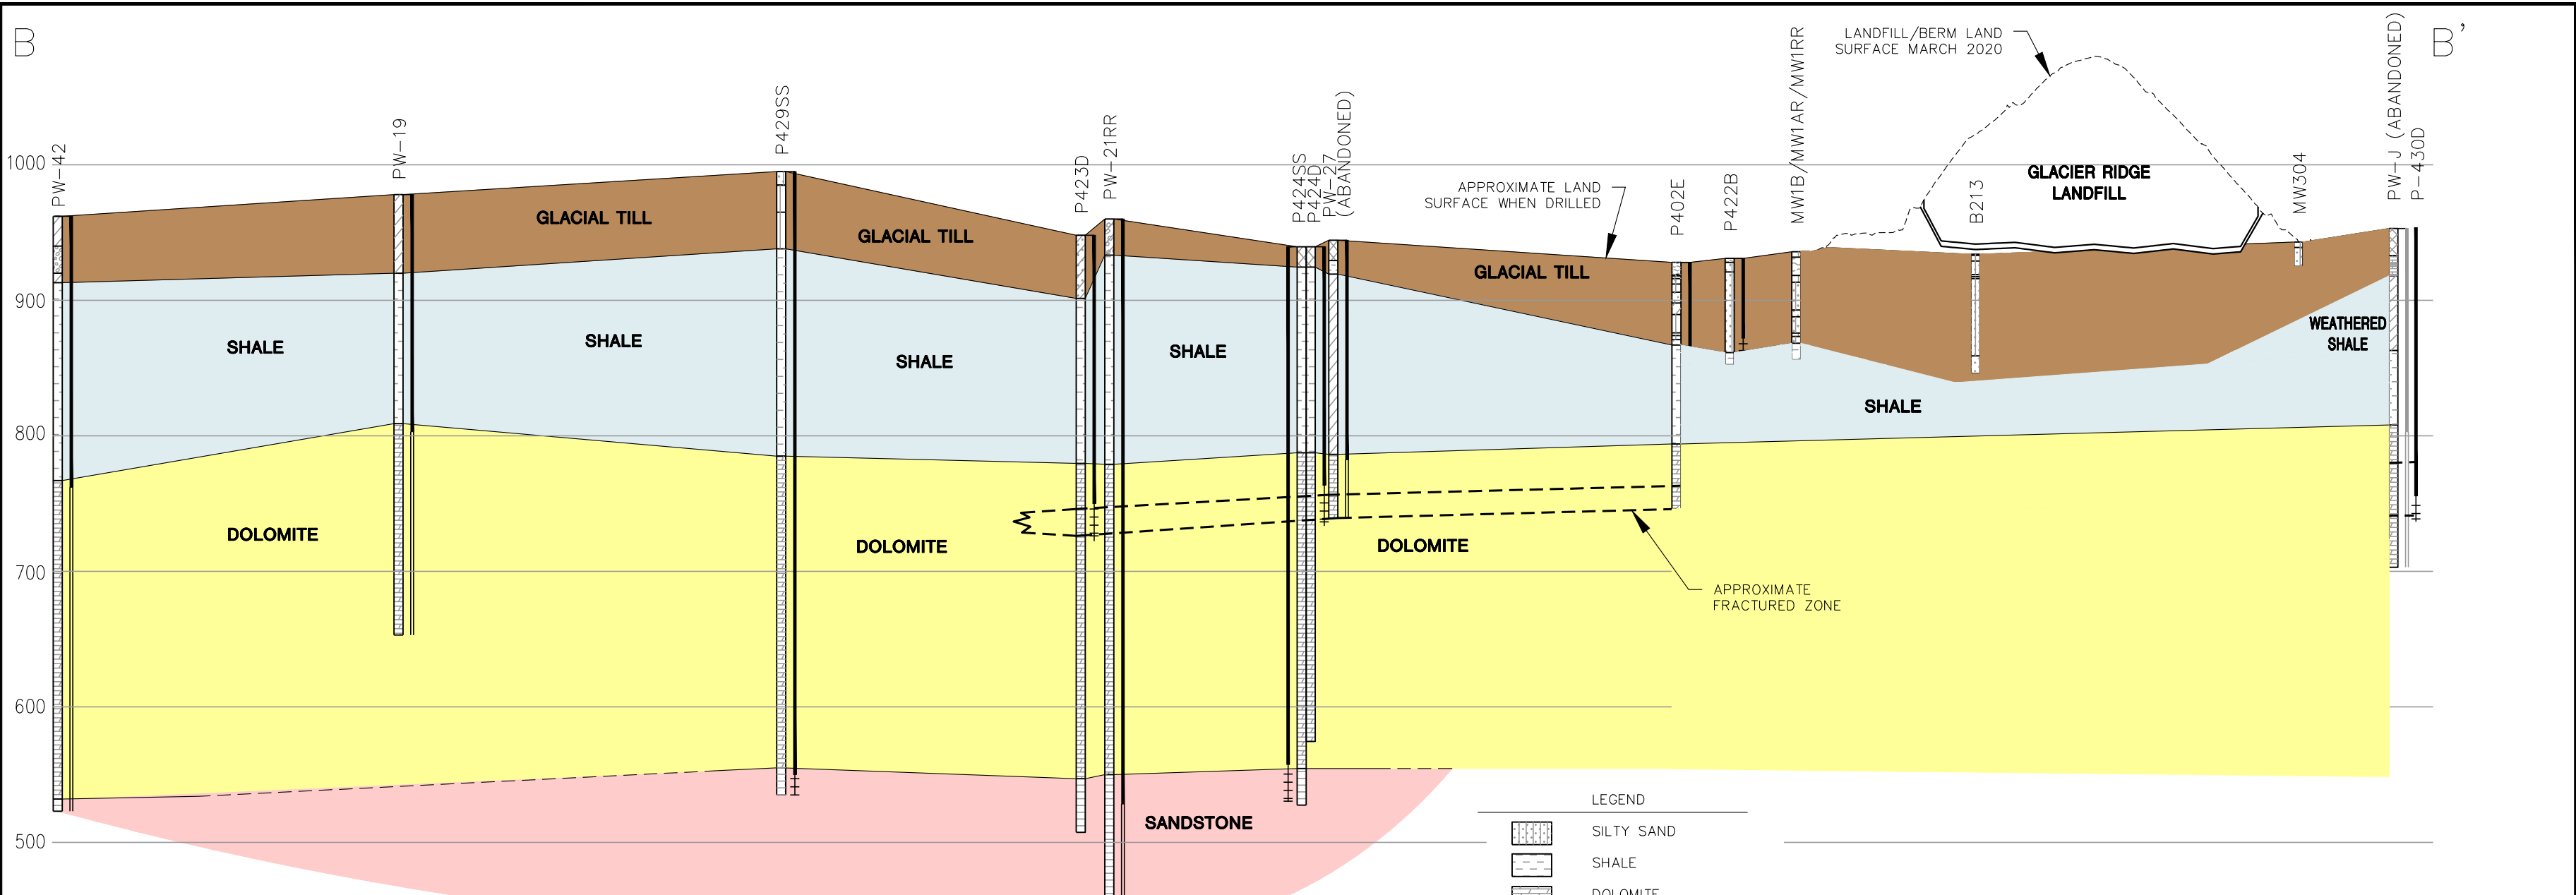 B
B'
LANDFILL/BERM LAND
SURFACE MARCH 2020
PW-42
PW-19
P429SS
P423D
PW-21RR
P424SS
P424D
PW-27
(ABANDONED)
P402E
P422B
MW1B/MW1AR/MW1RR
B213
MW304
PW-J (ABANDONED)
P-430D
1000
900
800
700
600
500
GLACIER RIDGE
LANDFILL
APPROXIMATE LAND
SURFACE WHEN DRILLED
GLACIAL TILL
GLACIAL TILL
GLACIAL TILL
SHALE
SHALE
SHALE
SHALE
SHALE
WEATHERED
SHALE
DOLOMITE
DOLOMITE
DOLOMITE
APPROXIMATE
FRACTURED ZONE
SANDSTONE
LEGEND
SILTY SAND
SHALE
DOLOMITE